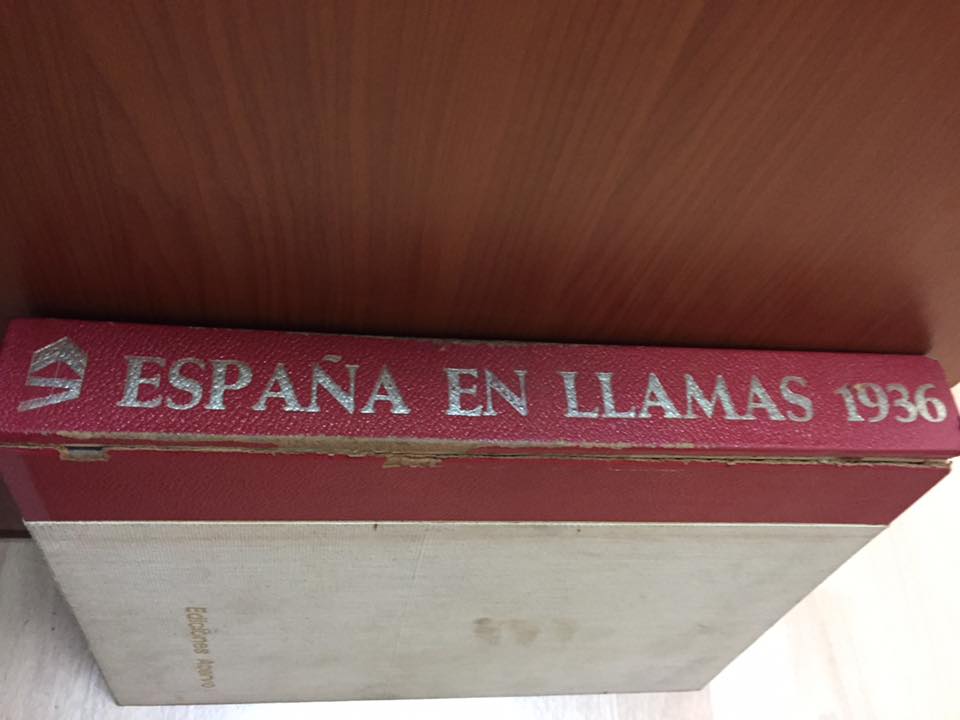 ESPAÑA EN LLAMAS 1936
Ediciones Acervo